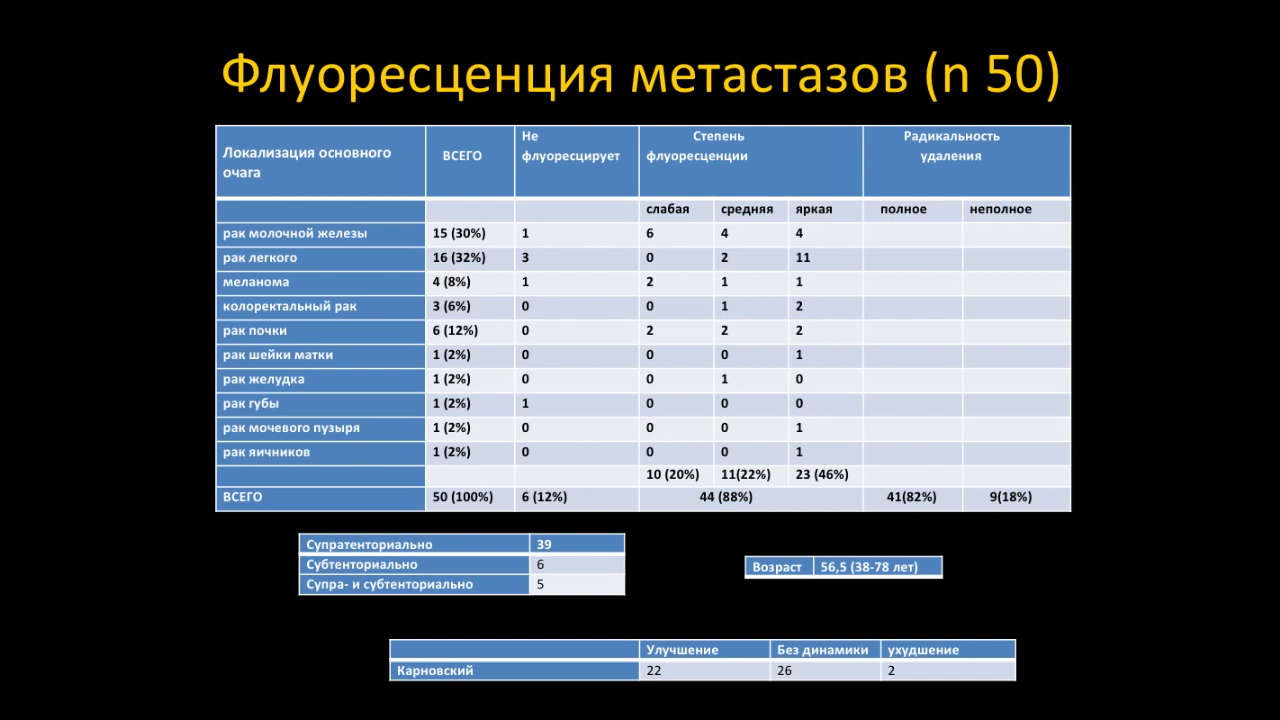 Флуоресценция метастазов (n 50)
Локализация основного очага ВСЕГО Не флуоресцирует Степень флуоресценции Радикальность удаления
слабая средняя яркая полное неполное
рак молочной железы 15 (30%) 1 6 4 4
рак легкого 16 (32%) 3 0 2 11
меланома 4 (8%) 1 2 1 1
колоректальный рак 3 (6%) 0 0 1 2
рак почки 6 (12%) 0 2 2 2
рак шейки матки 1 (2%) 0 0 0 1
рак желудка 1 (2%) 0 0 1 0
рак губы 1 (2%) 1 0 0 0
рак мочевого пузыря 1 (2%) 0 0 0 1
рак яичников 1 (2%) 0 0 0 1
10 (20%) 11(22%) 23 (46%)
ВСЕГО 50 (100%) 6 (12%) 44 (88%) 41(82%) 9(18%)
Супратенториально 39
Субтенториально 6
Супра- и субтенториально 5
Возраст 56,5 (38-78 лет)
Улучшение Без динамики ухудшение
Карновский 22 26 2